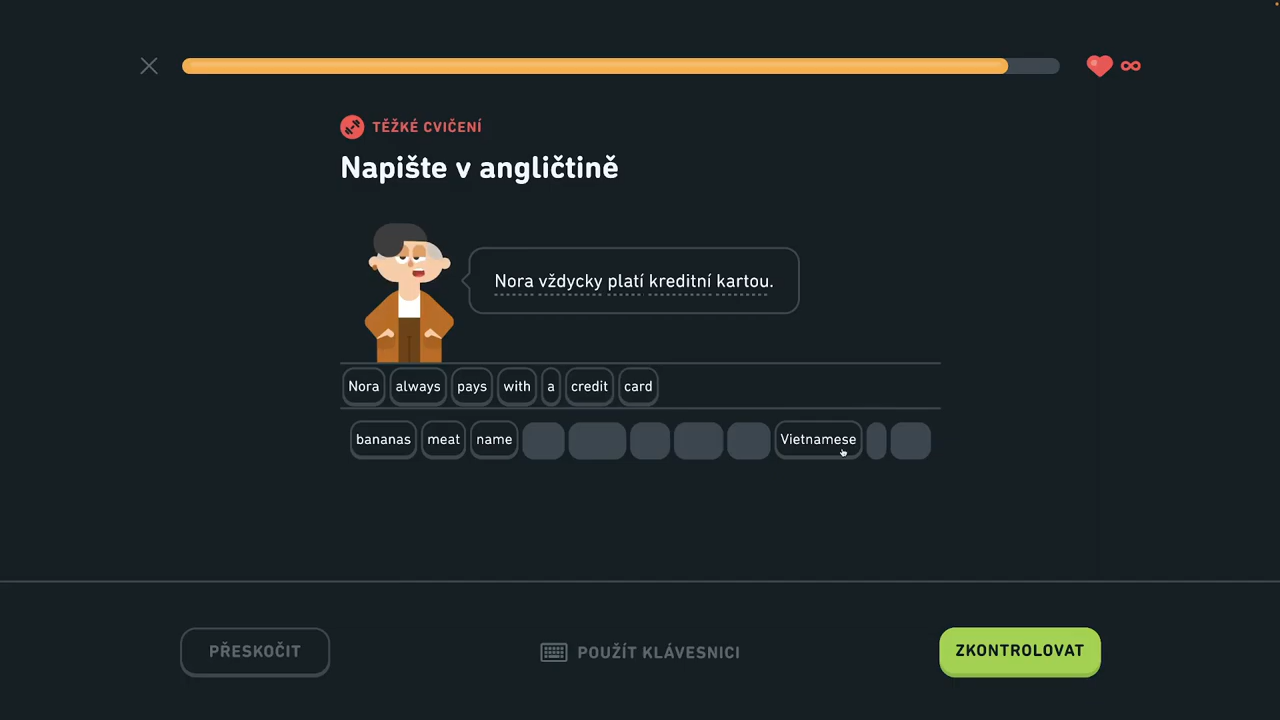 ∞
TĚŽKÉ CVIČENÍ
Napište v angličtině
Nora vždycky platí kreditní kartou.
Nora always pays with a credit card
bananas meat name Vietnamese
PŘESKOČIT POUŽÍT KLÁVESNICI ZKONTROLOVAT